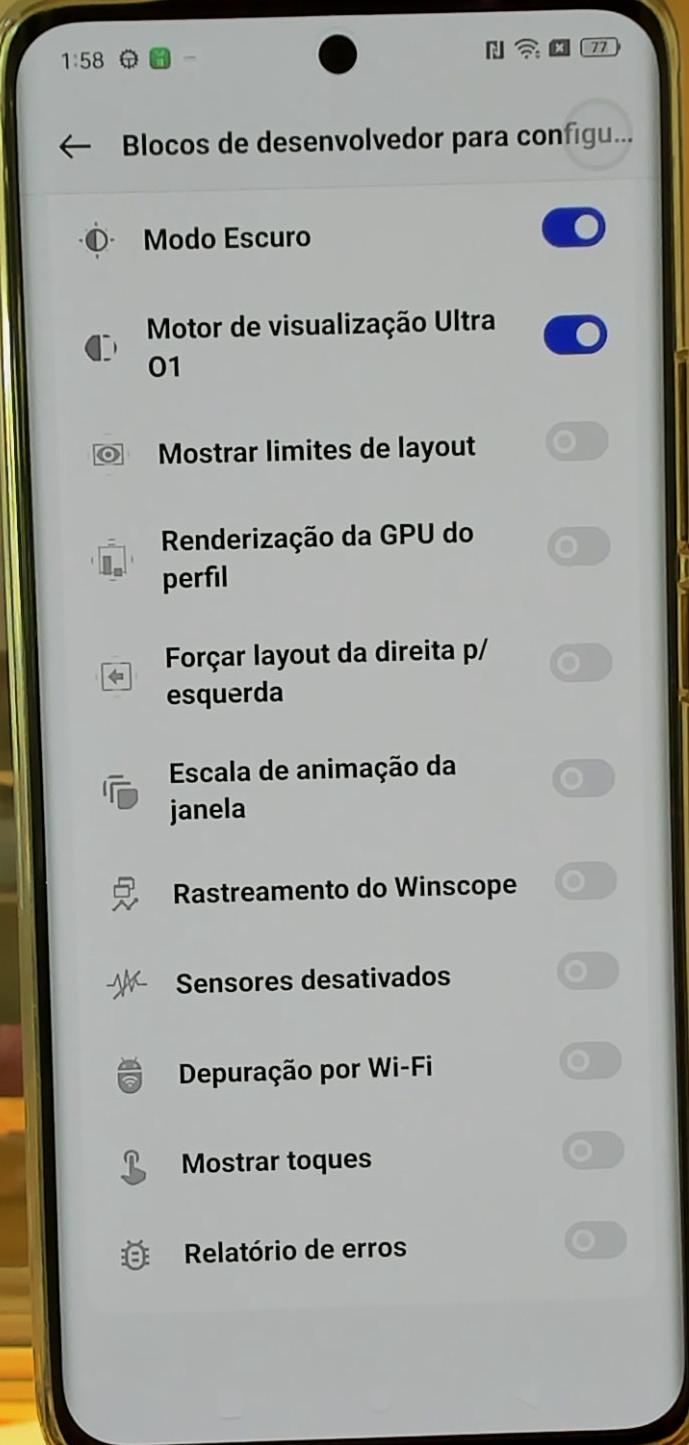 1:58 77
Blocos de desenvolvedor para configu...
Modo Escuro
Motor de visualização Ultra
O1
Mostrar limites de layout
Renderização da GPU do
perfil
Forçar layout da direita p/
esquerda
Escala de animação da
janela
Rastreamento do Winscope
Sensores desativados
Depuração por Wi-Fi
Mostrar toques
Relatório de erros